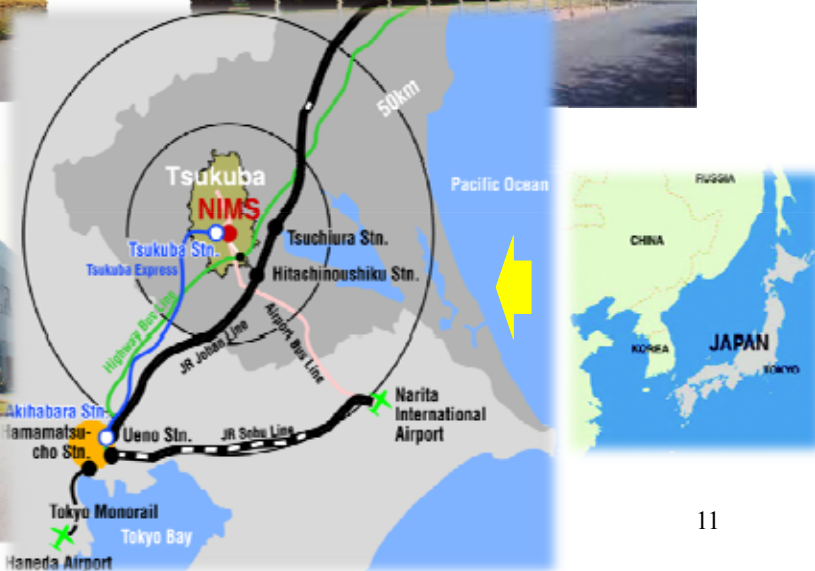 50km
Pacific Ocean
Tsukuba
NIMS
Tsukuba Stn.
Tsukuba Express
Tsuchiura Stn.
Hitachinoushiku Stn.
Highway Bus Line
JR Joban Line
Airport Bus Line
Narita
International
Airport
Akihabara Stn.
Hamamatsu-
cho Stn.
Ueno Stn.
JR Sobu Line
Tokyo Monorail
Tokyo Bay
Haneda Airport
RUSSIA
CHINA
KOREA
JAPAN
TOKYO
11